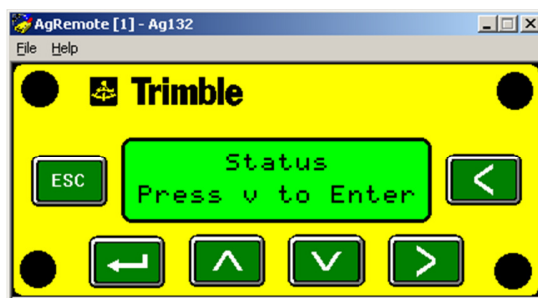 AgRemote [1] - Ag132
File Help
Trimble
ESC
Status
Press v to Enter